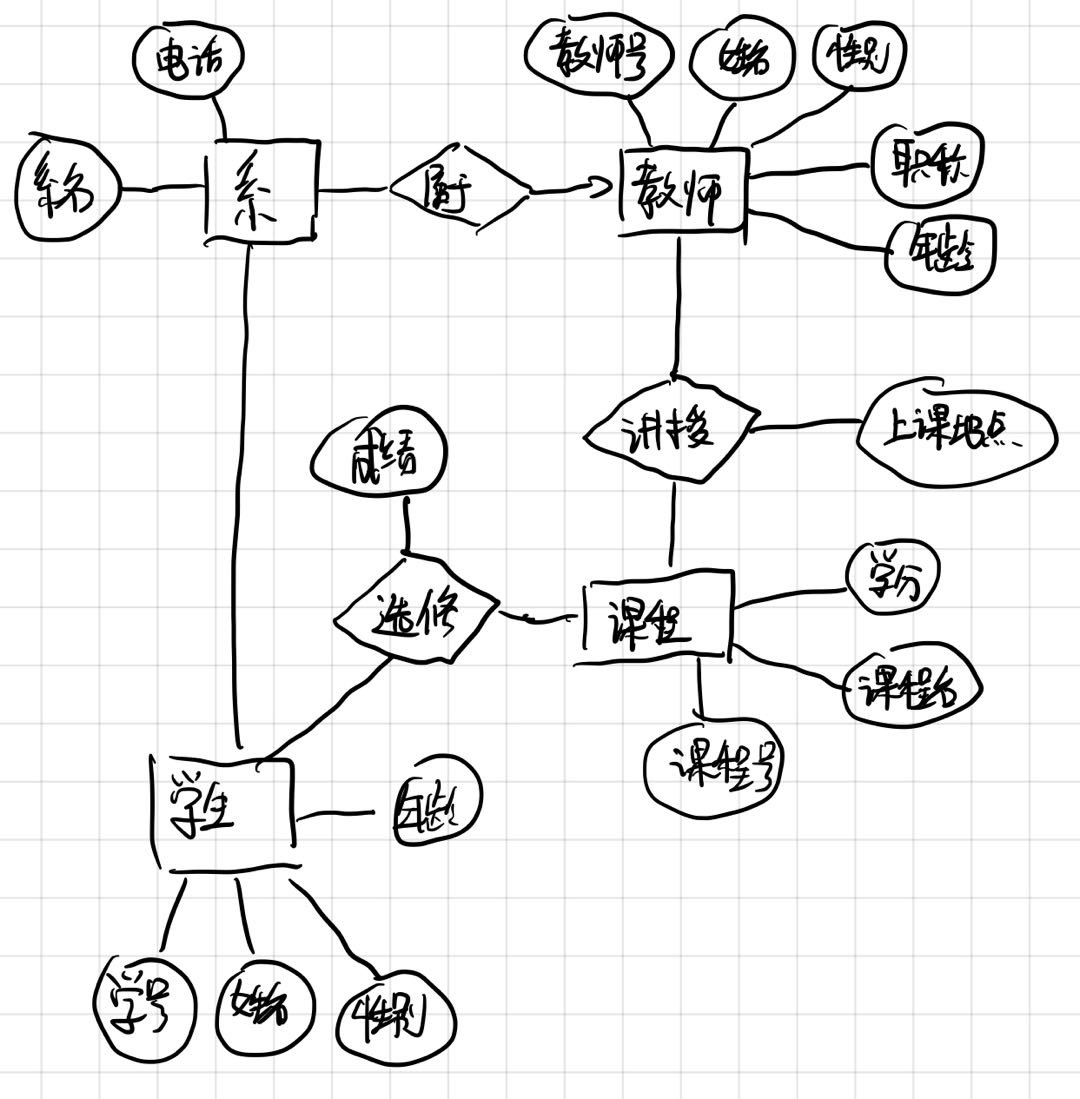 电话
教师号
姓名
性别
系名
系
属于
教师
职称
年龄
讲授
上课地点
成绩
选修
课程
学分
课程名
课程号
学生
年龄
学号
姓名
性别